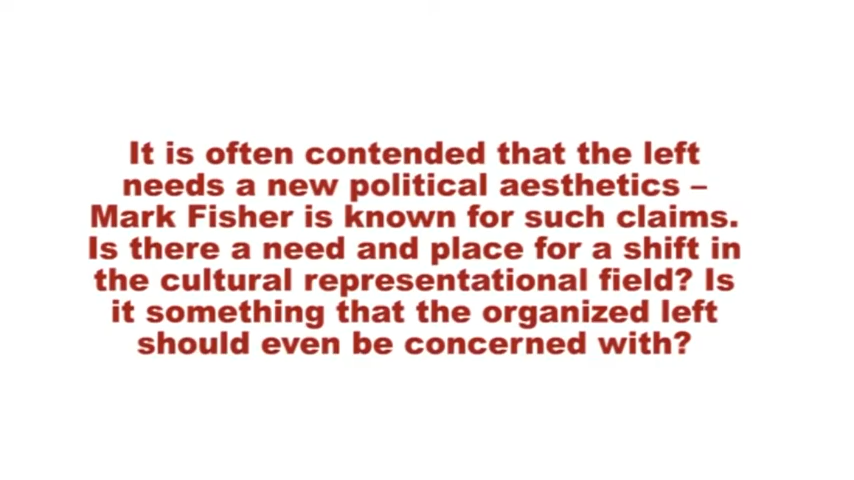 It is often contended that the left
needs a new political aesthetics –
Mark Fisher is known for such claims.
Is there a need and place for a shift in
the cultural representational field? Is
it something that the organized left
should even be concerned with?